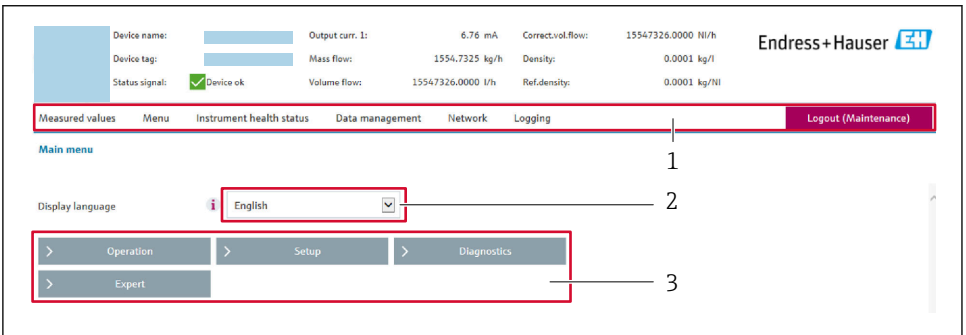 Device name: Output curr. 1: 6.76 mA Correct.vol.flow: 15547326.0000 Nl/h
Endress+Hauser EH
Device tag: Mass flow: 1554.7325 kg/h Density: 0.0001 kg/l
Status signal: Device ok Volume flow: 15547326.0000 l/h Ref.density: 0.0001 kg/Nl
Measured values Menu Instrument health status Data management Network Logging Logout (Maintenance)
1
Main menu
Display language i English 2
> Operation > Setup > Diagnostics
> Expert 3